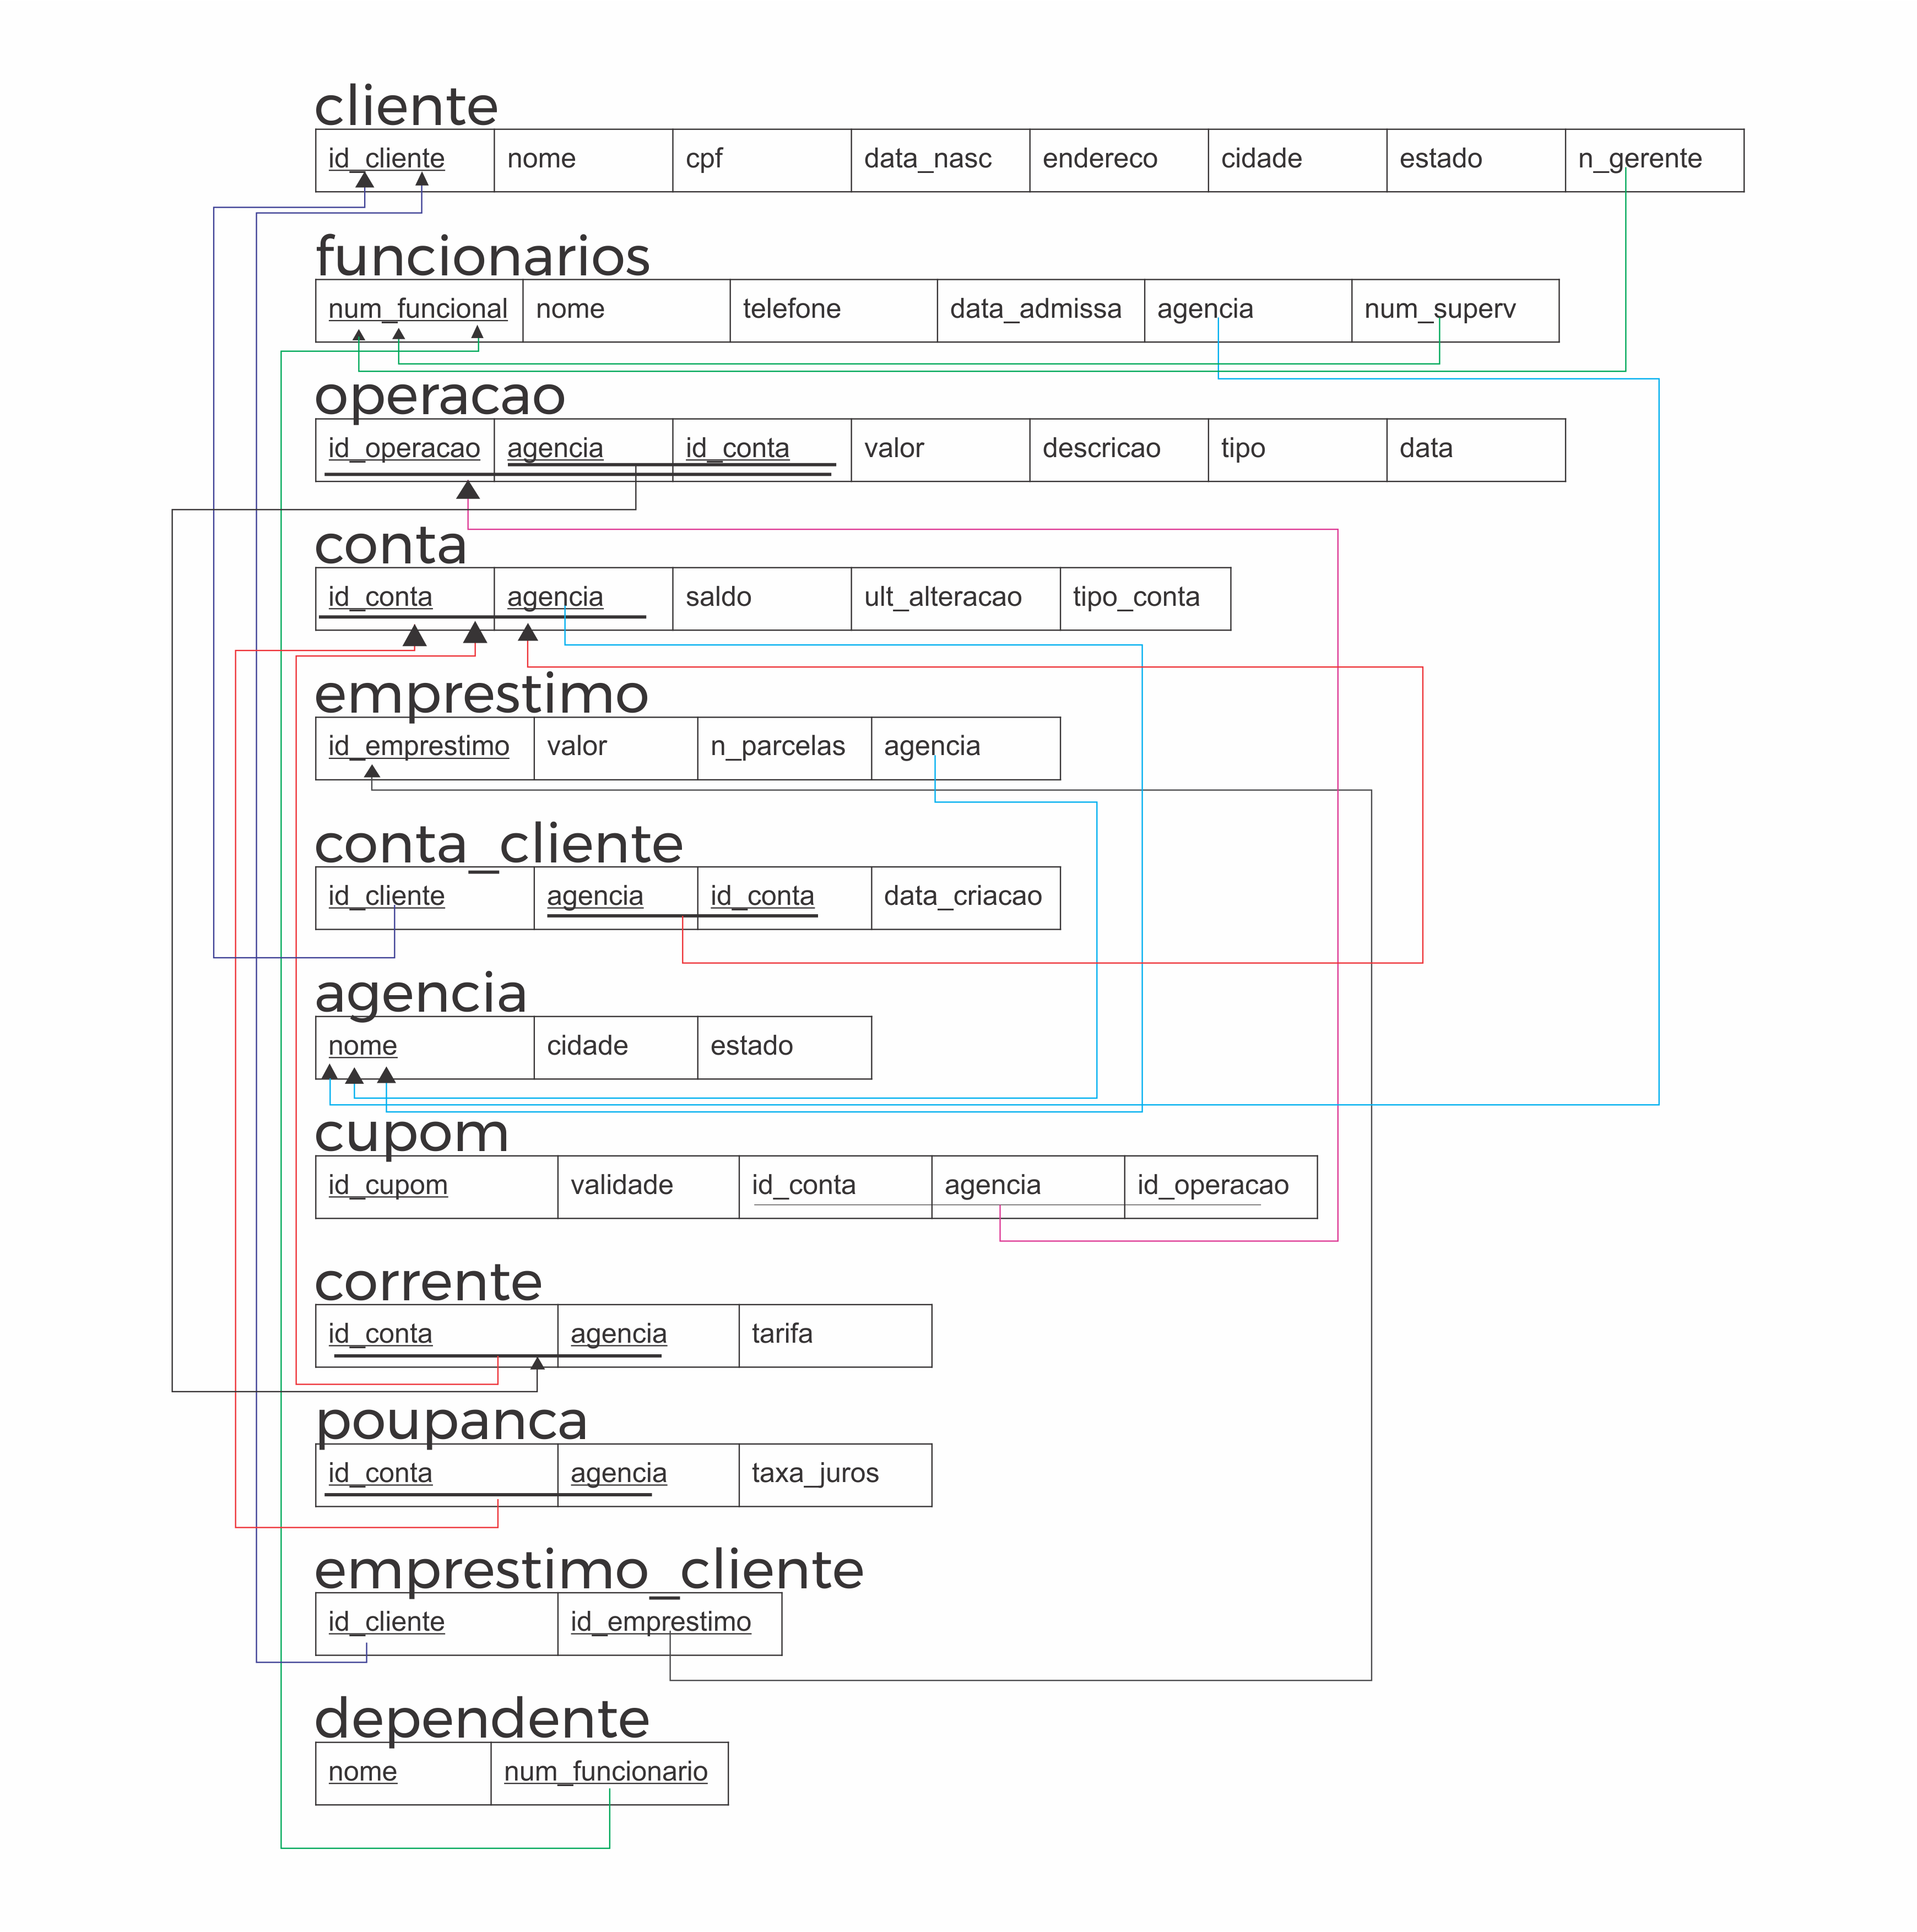 cliente
id_cliente nome cpf data_nasc endereco cidade estado n_gerente
funcionarios
num_funcional nome telefone data_admissa agencia num_superv
operacao
id_operacao agencia id_conta valor descricao tipo data
conta
id_conta agencia saldo ult_alteracao tipo_conta
emprestimo
id_emprestimo valor n_parcelas agencia
conta_cliente
id_cliente agencia id_conta data_criacao
agencia
nome cidade estado
cupom
id_cupom validade id_conta agencia id_operacao
corrente
id_conta agencia tarifa
poupanca
id_conta agencia taxa_juros
emprestimo_cliente
id_cliente id_emprestimo
dependente
nome num_funcionario